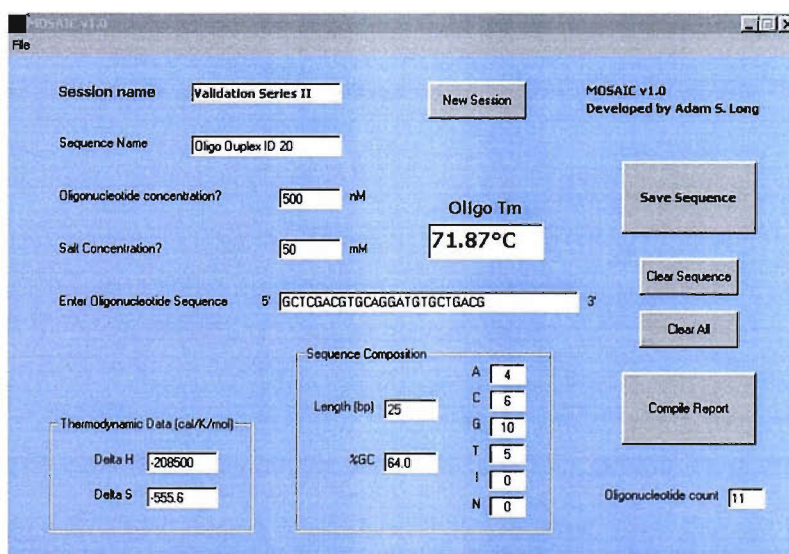 MOSAIC v1.0
File
Session name Validation Series II New Session MOSAIC v1.0
Developed by Adam S. Long
Sequence Name Oligo Duplex ID 20
Oligonucleotide concentration? 500 nM Oligo Tm Save Sequence
71.87°C
Salt Concentration? 50 mM
Clear Sequence
Enter Oligonucleotide Sequence 5' GCTCGACGTGCAGGATGTGCTGACG 3'
Clear All
Sequence Composition
A 4
Length (bp) 25 C 6
G 10 Compile Report
Thermodynamic Data (cal/K/mol) T 5
Delta H -208500 %GC 64.0 I 0
Delta S -555.6 N 0 Oligonucleotide count 11